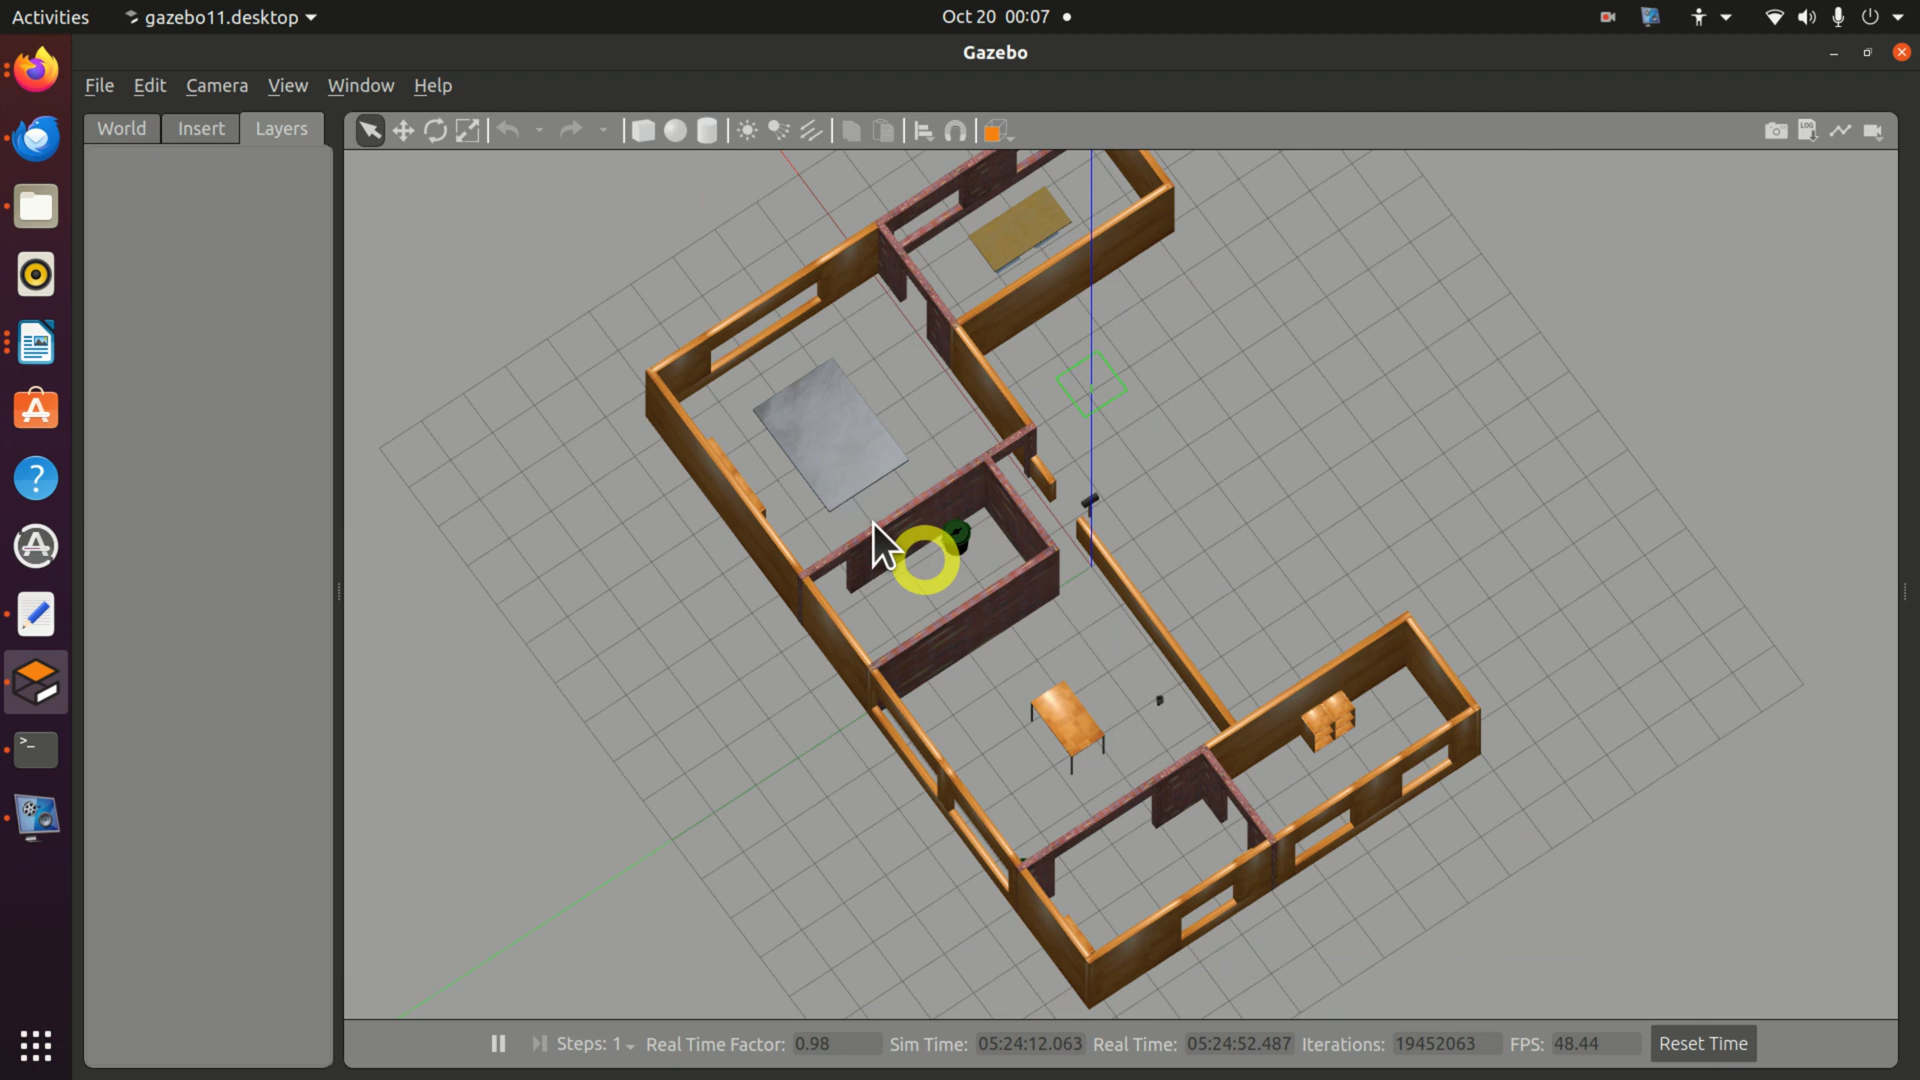 Activities gazebo11.desktop Oct 20 00:07
Gazebo
File Edit Camera View Window Help
World Insert Layers
LOG
Steps: 1 Real Time Factor: 0.98 Sim Time: 05:24:12.063 Real Time: 05:24:52.487 Iterations: 19452063 FPS: 48.44 Reset Time